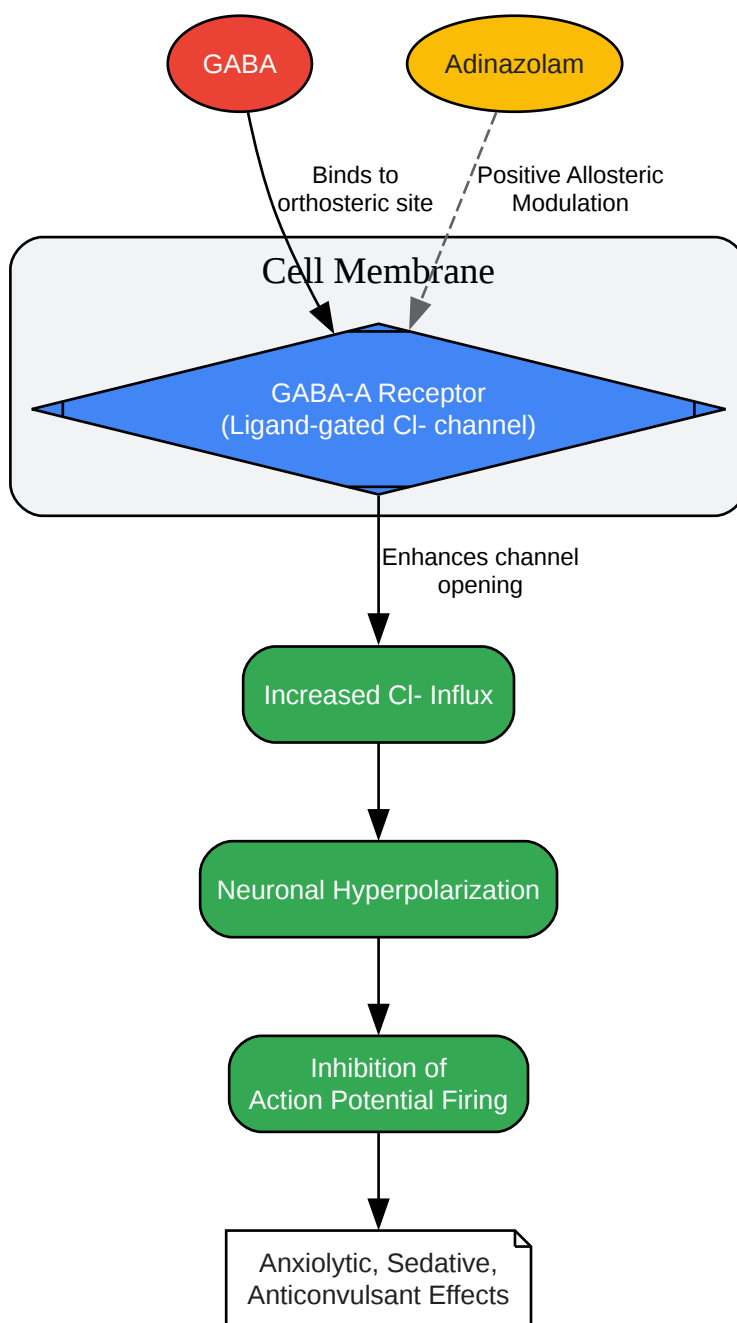 GABA
Adinazolam
Binds to
orthosteric site
Positive Allosteric
Modulation
Cell Membrane
GABA-A Receptor
(Ligand-gated Cl- channel)
Enhances channel
opening
Increased Cl- Influx
Neuronal Hyperpolarization
Inhibition of
Action Potential Firing
Anxiolytic, Sedative,
Anticonvulsant Effects